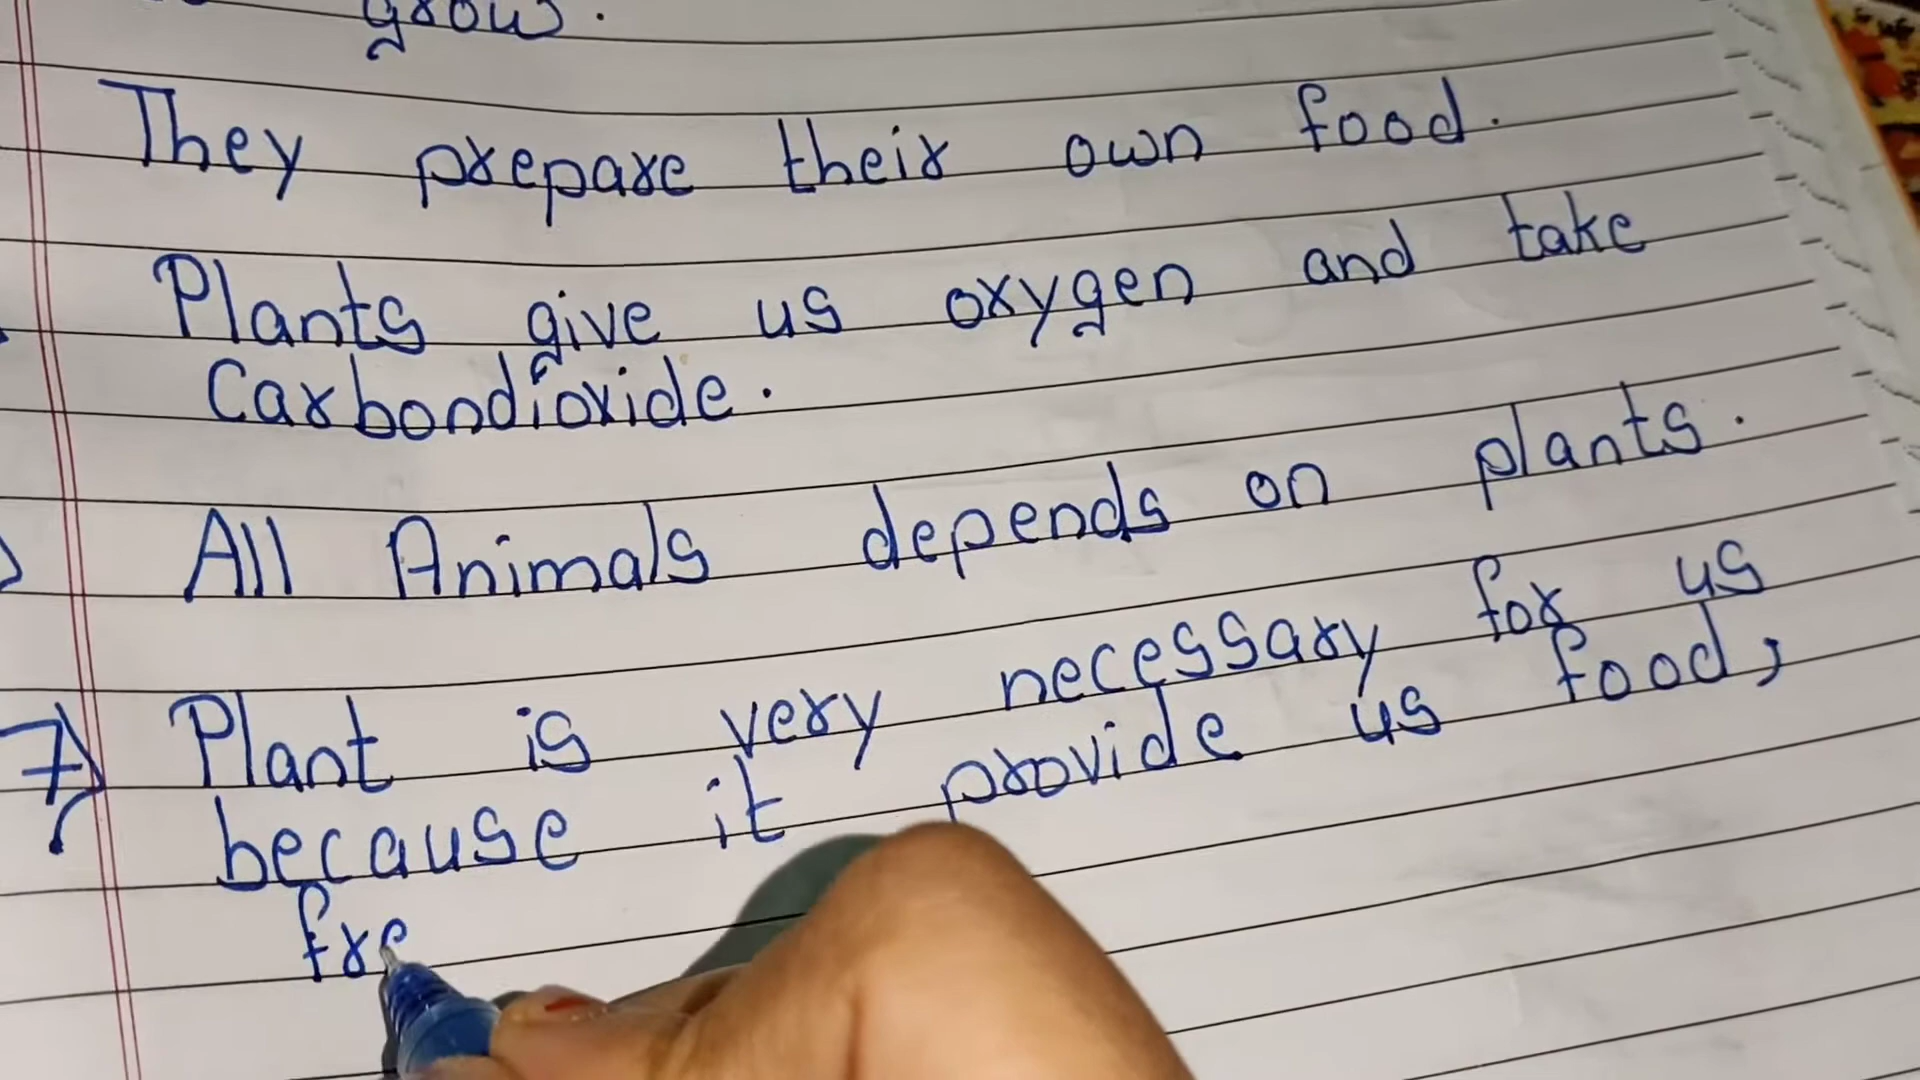 grow.
They prepare their own food.
Plants give us oxygen and take
Carbondioxide.
All Animals depends on plants.
7) Plant is very necessary for us
because it provide us food,
fre